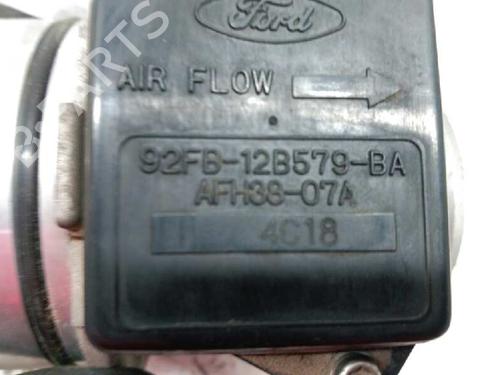 Ford
AIR FLOW
92FB-12B579-BA
AFH38-07A
4C18